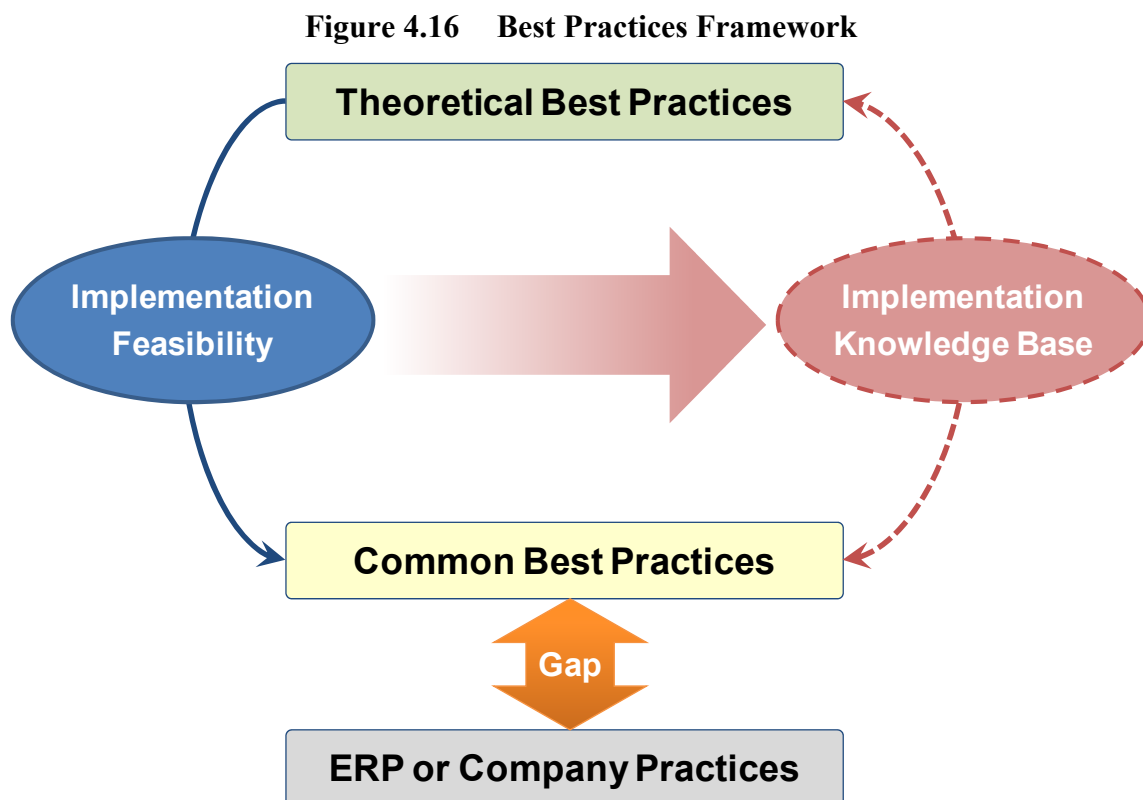 Figure 4.16 Best Practices Framework
Theoretical Best Practices
Implementation
Feasibility
Implementation
Knowledge Base
Common Best Practices
Gap
ERP or Company Practices